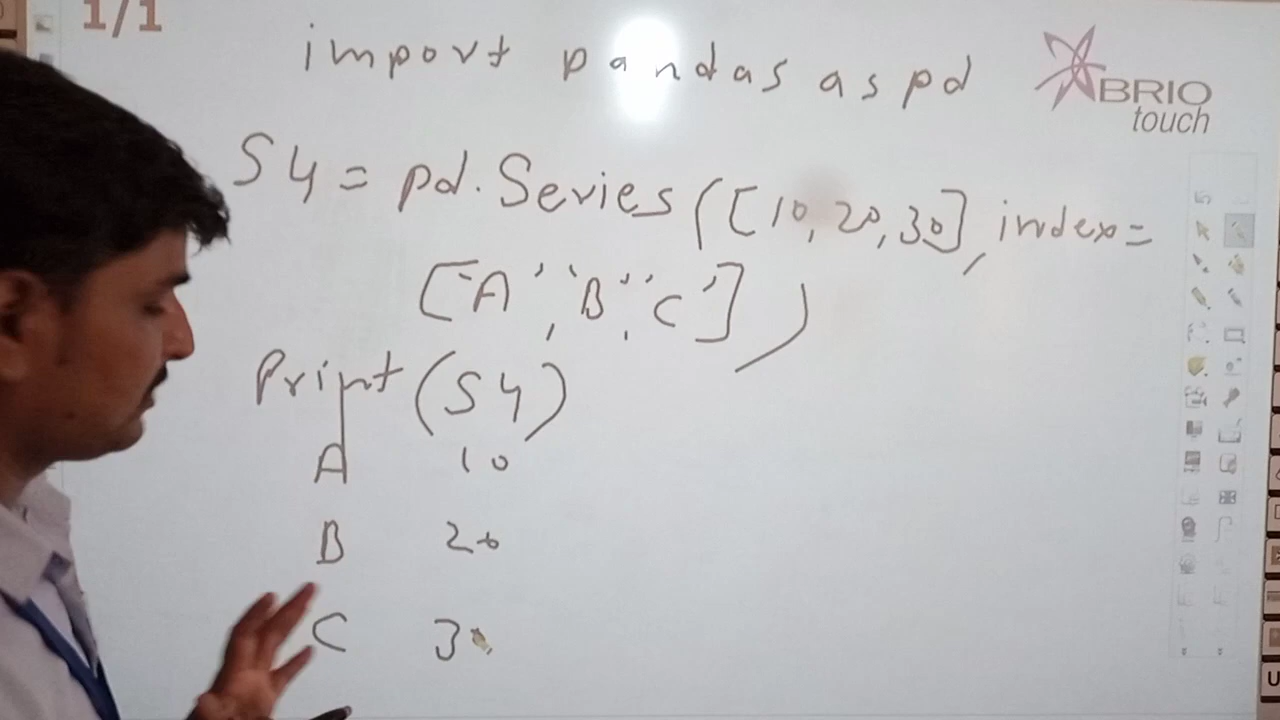 1/1
import pandas as pd
BRIO
touch
S4 = pd.Series([10,20,30], index=
['A','B','C'])
Print(S4)
A 10
B 20
C 30